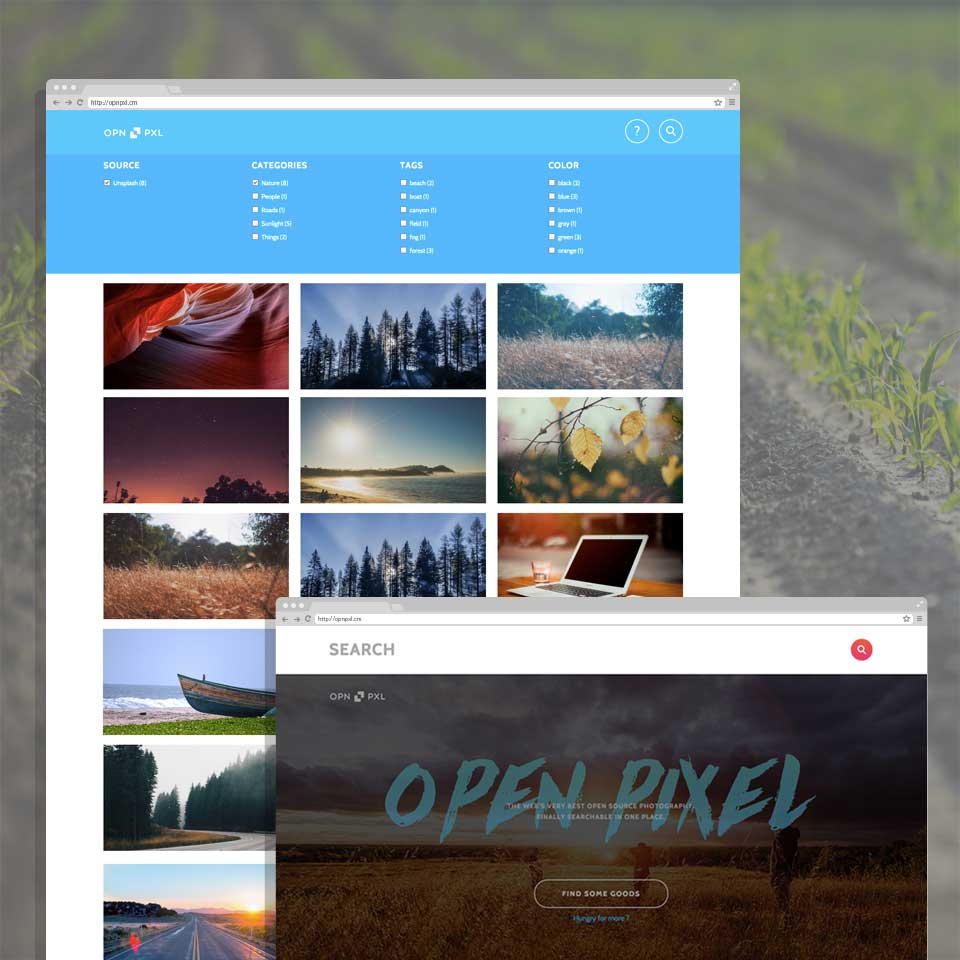 http://opnpxl.cm
OPN PXL
?
SOURCE
Unsplash (8)
CATEGORIES
Nature (8)
People (1)
Roads (1)
Sunlight (5)
Things (2)
TAGS
beach (2)
boat (1)
canyon (1)
field (1)
fog (1)
forest (3)
COLOR
black (3)
blue (3)
brown (1)
gray (1)
green (3)
orange (1)
http://opnpxl.cm
SEARCH
OPN PXL
OPEN PIXEL
THE WEB'S VERY BEST OPEN SOURCE PHOTOGRAPHY,
FINALLY SEARCHABLE IN ONE PLACE.
FIND SOME GOODS
Hungry for more ?